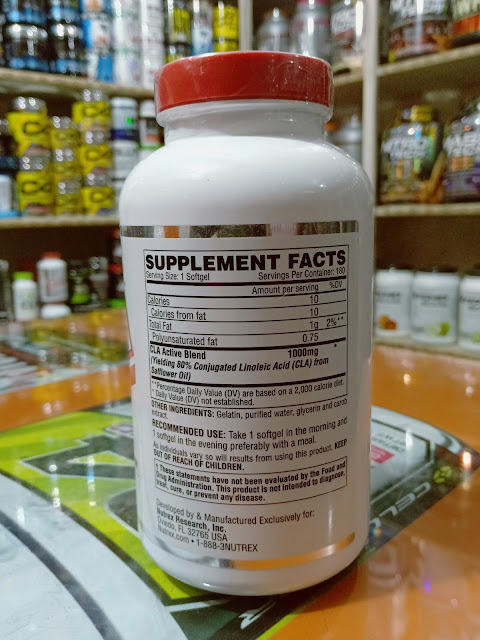 SUPPLEMENT FACTS
Serving Size: 1 Softgel Servings Per Container: 180
Amount per serving %DV
Calories 10
Calories from fat 10
Total Fat 1g 2%**
Polyunsaturated fat 0.75
CLA Active Blend 1000mg *
(Yielding 80% Conjugated Linoleic Acid (CLA) from
Safflower Oil)
**Percentage Daily Value (DV) are based on a 2,000 calorie diet.
* Daily Value (DV) not established.
OTHER INGREDIENTS: Gelatin, purified water, glycerin and carob
extract.
RECOMMENDED USE: Take 1 softgel in the morning and
1 softgel in the evening preferably with a meal.
As individuals vary so will results from using this product. KEEP
OUT OF REACH OF CHILDREN.
‡ These statements have not been evaluated by the Food and
Drug Administration. This product is not intended to diagnose,
treat, cure, or prevent any disease.
Developed by & Manufactured Exclusively for:
Nutrex Research, Inc.
Oviedo, FL 32765 USA
Nutrex.com • 1-888-3NUTREX